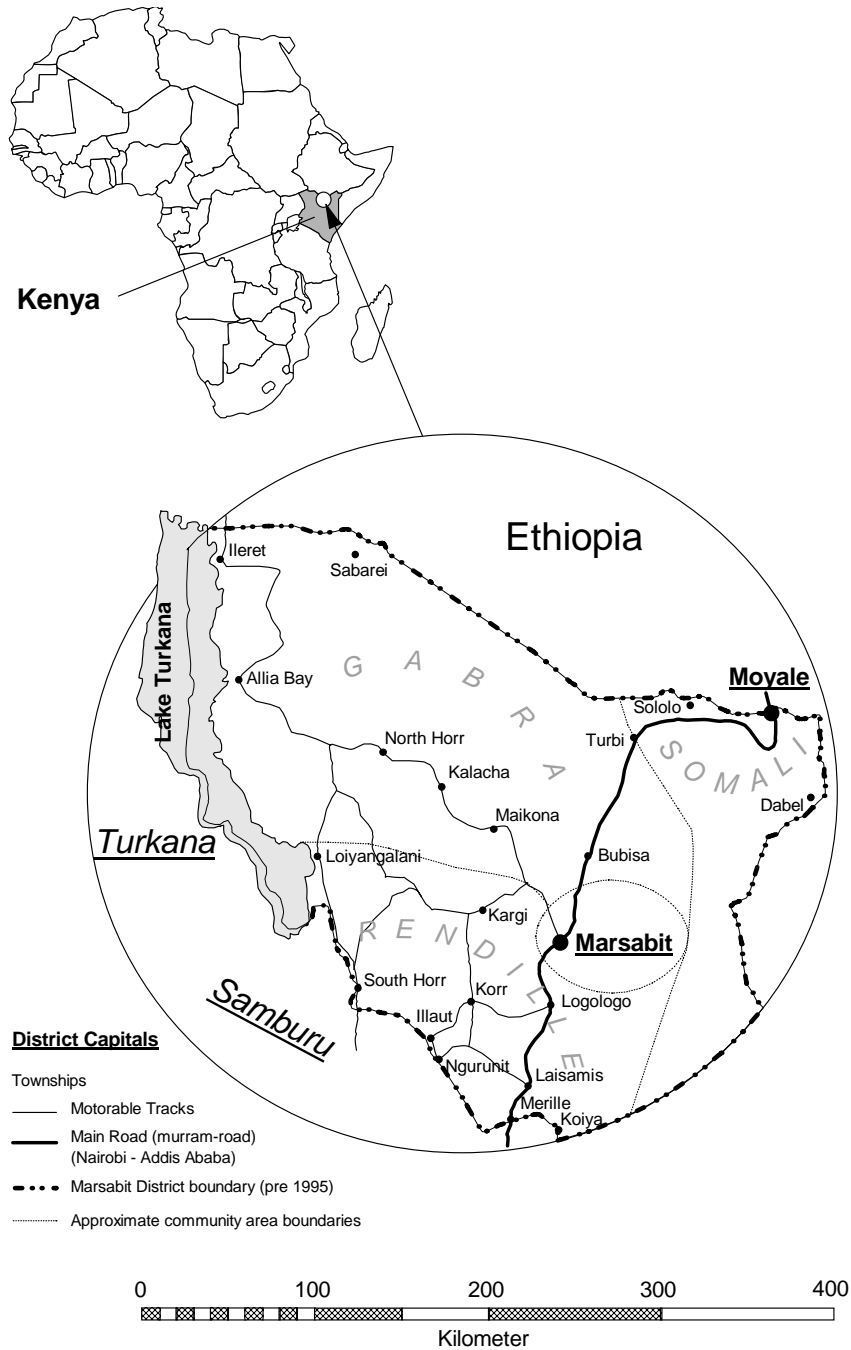 Kenya
Ethiopia
Ileret
Sabarei
Lake Turkana
GABRA
Allia Bay
Moyale
Sololo
North Horr
Turbi
SOMALI
Kalacha
Dabel
Maikona
Turkana
Loiyangalani
Bubisa
Kargi
RENDILLE
Marsabit
South Horr
Korr
Samburu
Logologo
Illaut
Ngurunit
Laisamis
Merille
Koiya
District Capitals
Townships
Motorable Tracks
Main Road (murram-road)
(Nairobi - Addis Ababa)
Marsabit District boundary (pre 1995)
Approximate community area boundaries
0 100 200 300 400
Kilometer